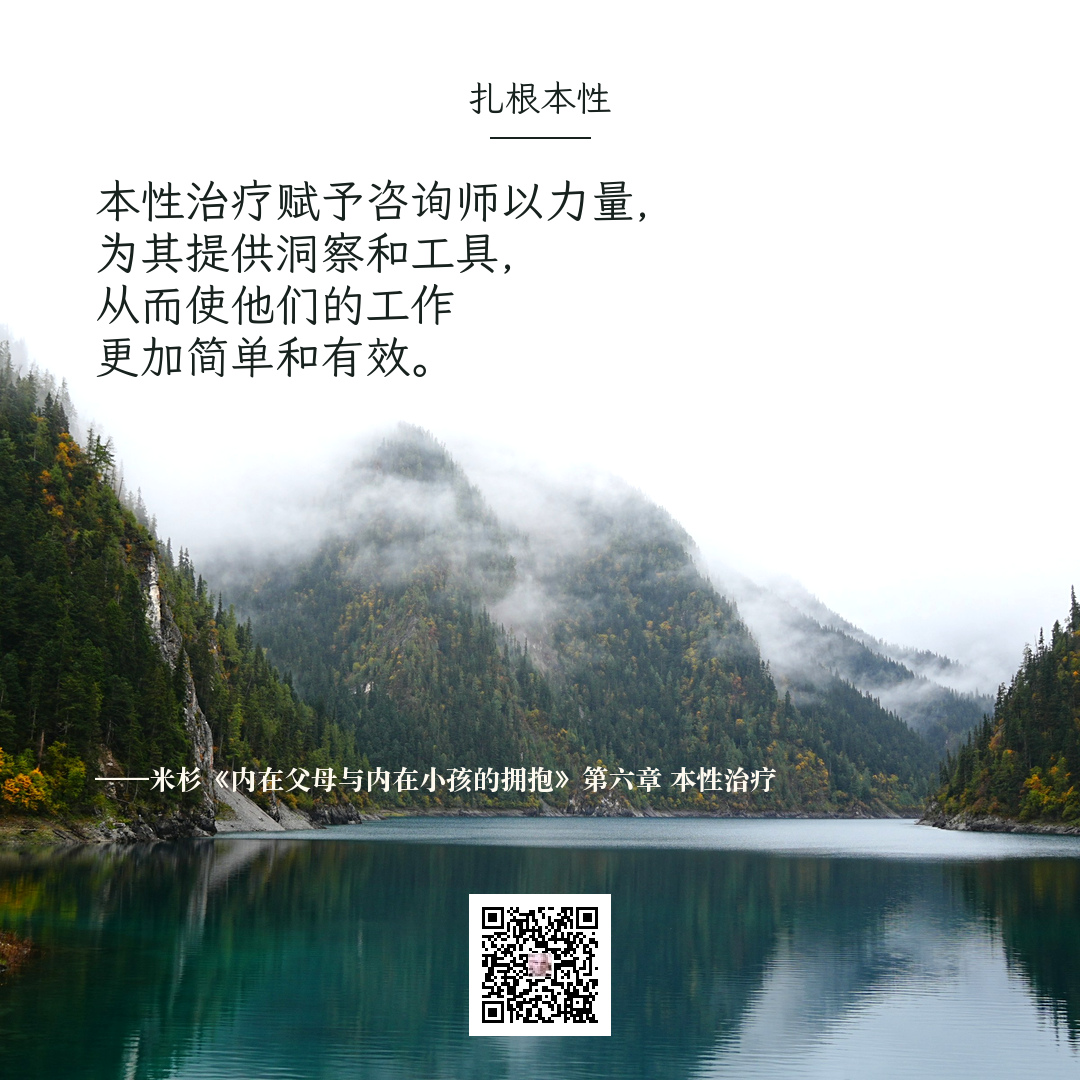 扎根本性
本性治疗赋予咨询师以力量,
为其提供洞察和工具,
从而使他们的工作
更加简单和有效。
——米杉《内在父母与内在小孩的拥抱》第六章 本性治疗